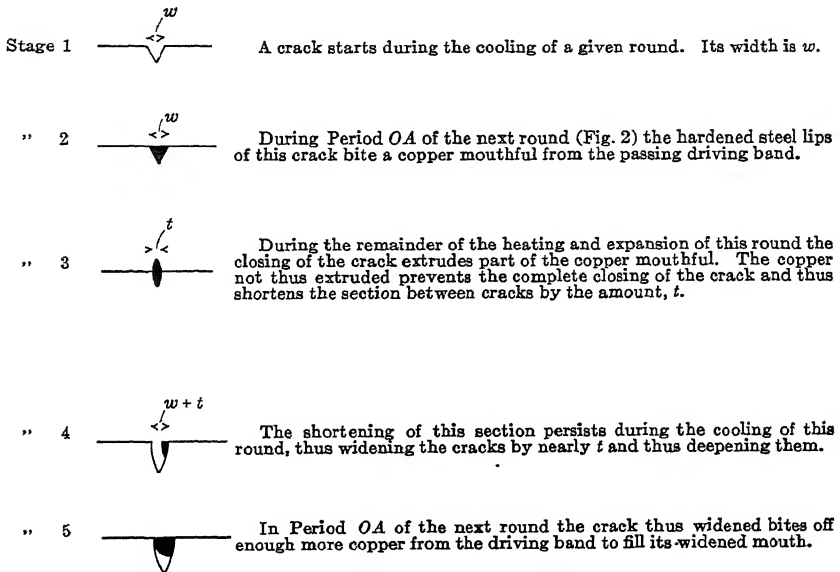 w
Stage 1 A crack starts during the cooling of a given round. Its width is w.
w
" 2 During Period OA of the next round (Fig. 2) the hardened steel lips
of this crack bite a copper mouthful from the passing driving band.
t
During the remainder of the heating and expansion of this round the
" 3 closing of the crack extrudes part of the copper mouthful. The copper
not thus extruded prevents the complete closing of the crack and thus
shortens the section between cracks by the amount, t.
w + t
" 4 The shortening of this section persists during the cooling of this
round, thus widening the cracks by nearly t and thus deepening them.
" 5 In Period OA of the next round the crack thus widened bites off
enough more copper from the driving band to fill its widened mouth.